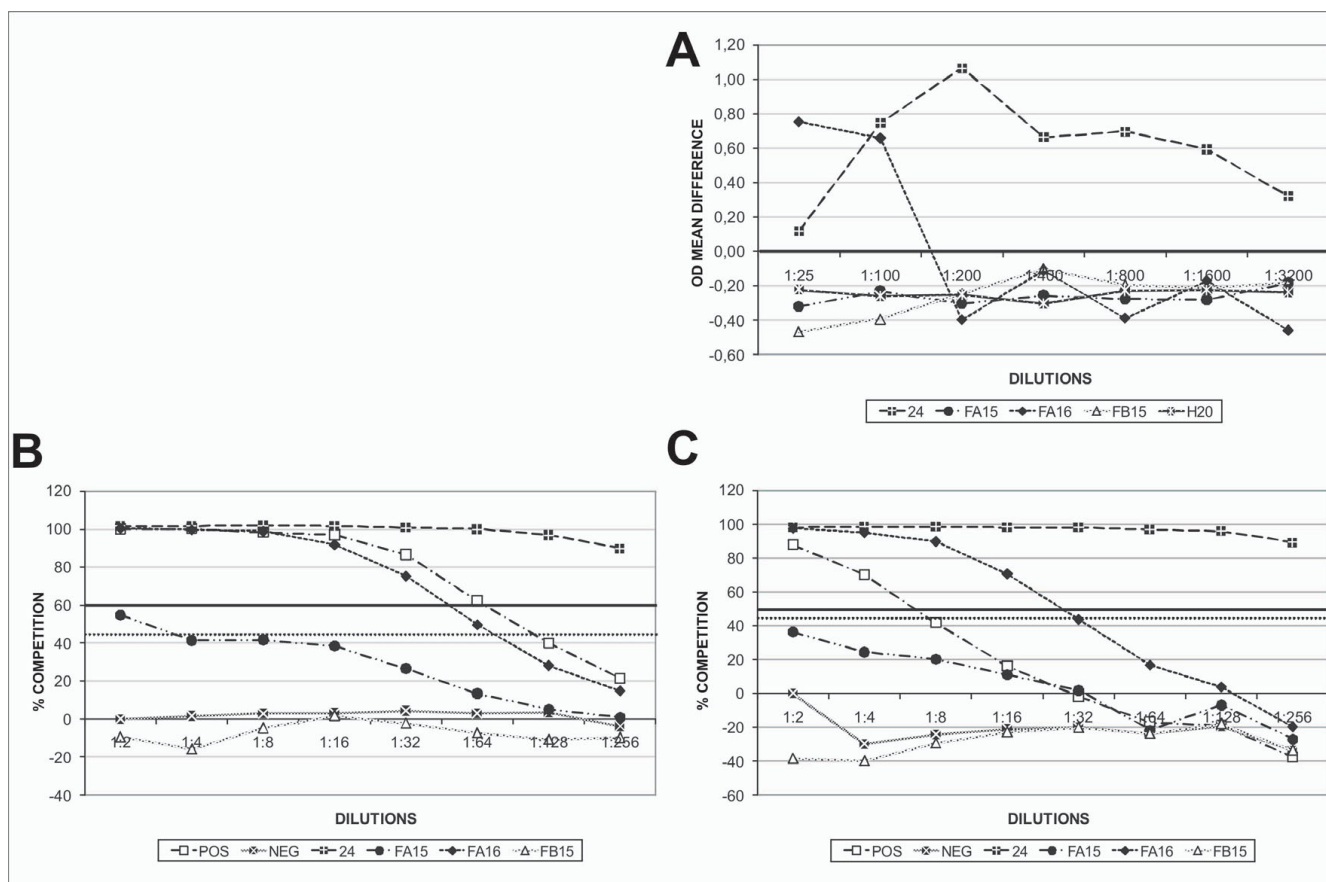 A
1,20
1,00
0,80
0,60
0,40
0,20
0,00
-0,20
-0,40
-0,60
OD MEAN DIFFERENCE
1:25 1:100 1:200 1:400 1:800 1:1600 1:3200
DILUTIONS
24 FA15 FA16 FB15 H20
B
120
100
80
60
40
20
0
-20
-40
% COMPETITION
1:2 1:4 1:8 1:16 1:32 1:64 1:128 1:256
DILUTIONS
POS NEG 24 FA15 FA16 FB15
C
120
100
80
60
40
20
0
-20
-40
-60
% COMPETITION
1:2 1:4 1:8 1:16 1:32 1:64 1:128 1:256
DILUTIONS
POS NEG 24 FA15 FA16 FB15